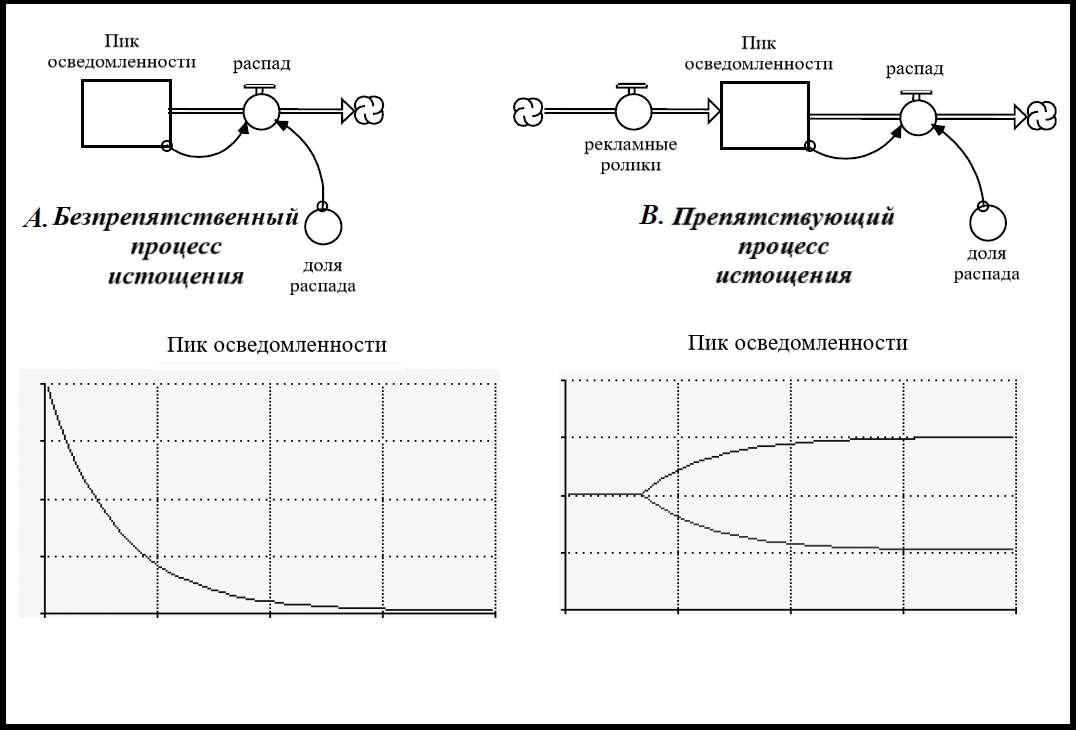 Пик
осведомленности
распад
А. Безпрепятственный
процесс
истощения
доля
распада
Пик
осведомленности
распад
рекламные
ролики
В. Препятствующий
процесс
истощения
доля
распада
Пик осведомленности
Пик осведомленности